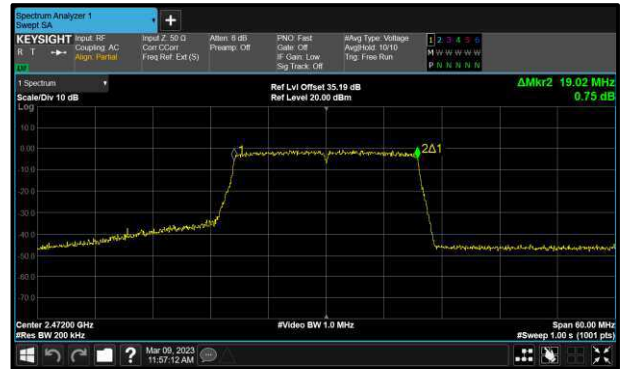 Spectrum Analyzer 1
Swept SA
+
KEYSIGHT Input: RF Input Z: 50 Ω Atten: 6 dB PNO: Fast #Avg Type: Voltage 1 2 3 4 5 6
R T Coupling: AC Corr CCorr Preamp: Off Gate: Off Avg|Hold: 10/10 M W W W W W
Align: Partial Freq Ref: Ext (S) IF Gain: Low Trig: Free Run
Sig Track: Off P N N N N N
1 Spectrum
Ref Lvl Offset 35.19 dB ΔMkr2 19.02 MHz
Scale/Div 10 dB Ref Level 20.00 dBm 0.75 dB
Log
10.0
0.00
1
2Δ1
-10.0
-20.0
-30.0
-40.0
-50.0
-60.0
-70.0
Center 2.47200 GHz #Video BW 1.0 MHz Span 60.00 MHz
#Res BW 200 kHz #Sweep 1.00 s (1001 pts)
? Mar 09, 2023
11:57:12 AM